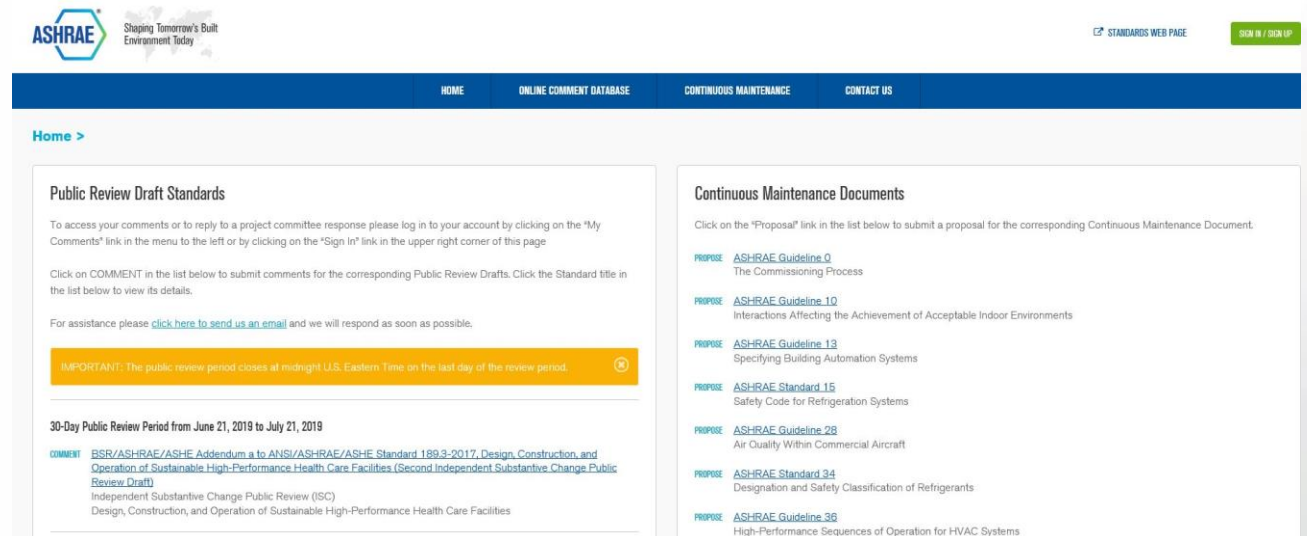 ASHRAE
Shaping Tomorrow's Built
Environment Today
STANDARDS WEB PAGE
SIGN IN / SIGN UP
HOME
ONLINE COMMENT DATABASE
CONTINUOUS MAINTENANCE
CONTACT US
Home >
Public Review Draft Standards
To access your comments or to reply to a project committee response please log in to your account by clicking on the "My
Comments" link in the menu to the left or by clicking on the "Sign In" link in the upper right corner of this page
Click on COMMENT in the list below to submit comments for the corresponding Public Review Drafts. Click the Standard title in
the list below to view its details.
For assistance please click here to send us an email and we will respond as soon as possible.
IMPORTANT: The public review period closes at midnight U.S. Eastern Time on the last day of the review period.
30-Day Public Review Period from June 21, 2019 to July 21, 2019
COMMENT BSR/ASHRAE/ASHE Addendum a to ANSI/ASHRAE/ASHE Standard 189.3-2017, Design, Construction, and
Operation of Sustainable High-Performance Health Care Facilities (Second Independent Substantive Change Public
Review Draft)
Independent Substantive Change Public Review (ISC)
Design, Construction, and Operation of Sustainable High-Performance Health Care Facilities
Continuous Maintenance Documents
Click on the "Proposal" link in the list below to submit a proposal for the corresponding Continuous Maintenance Document.
PROPOSE ASHRAE Guideline 0
The Commissioning Process
PROPOSE ASHRAE Guideline 10
Interactions Affecting the Achievement of Acceptable Indoor Environments
PROPOSE ASHRAE Guideline 13
Specifying Building Automation Systems
PROPOSE ASHRAE Standard 15
Safety Code for Refrigeration Systems
PROPOSE ASHRAE Guideline 28
Air Quality Within Commercial Aircraft
PROPOSE ASHRAE Standard 34
Designation and Safety Classification of Refrigerants
PROPOSE ASHRAE Guideline 36
High-Performance Sequences of Operation for HVAC Systems